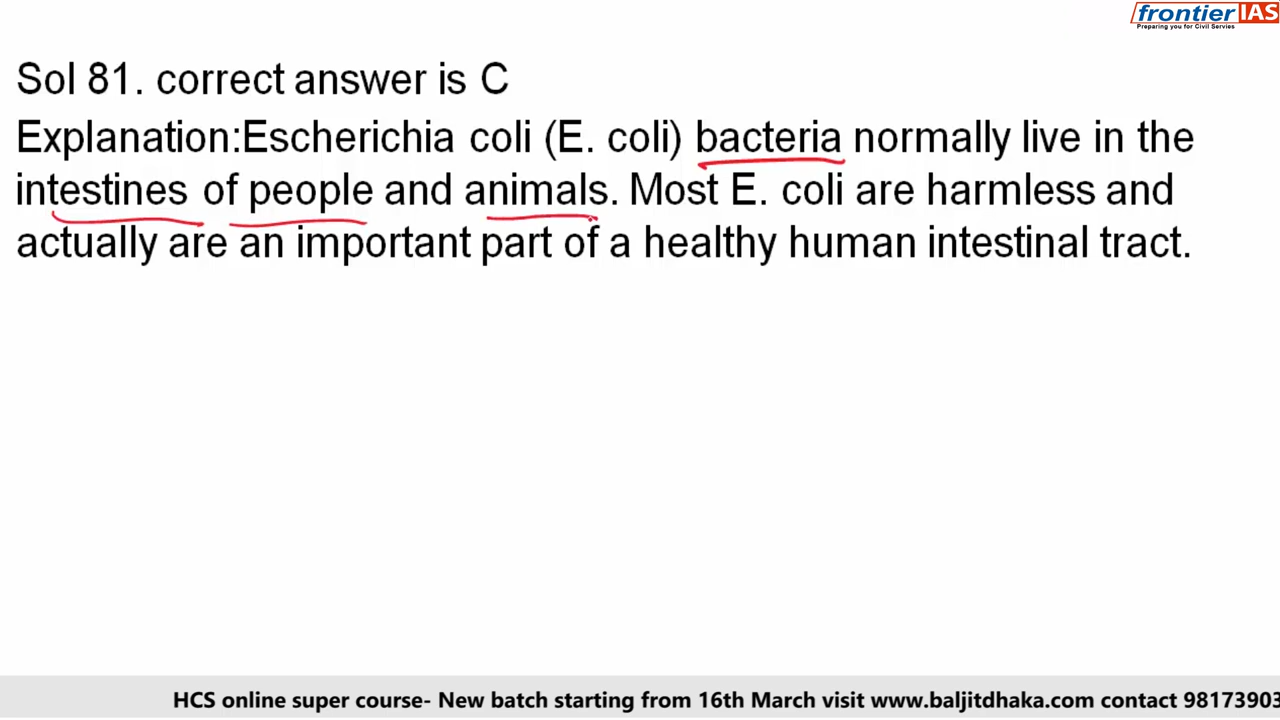 frontier IAS
Preparing you for Civil Servies
Sol 81. correct answer is C
Explanation:Escherichia coli (E. coli) bacteria normally live in the
intestines of people and animals. Most E. coli are harmless and
actually are an important part of a healthy human intestinal tract.
HCS online super course- New batch starting from 16th March visit www.baljitdhaka.com contact 98173903